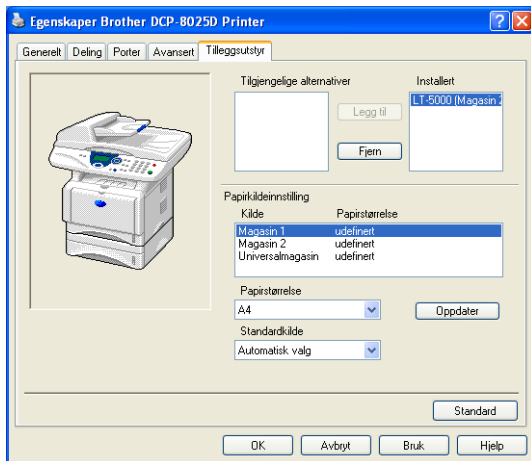 Egenskaper Brother DCP-8025D Printer
Generelt Deling Porter Avansert Tilleggsutstyr
Tilgjengelige alternativer Installert
LT-5000 (Magasin 2
Legg til
Fjern
Papirkildeinnstilling
Kilde Papirstørrelse
Magasin 1 udefinert
Magasin 2 udefinert
Universalmagasin udefinert
Papirstørrelse
A4 Oppdater
Standardkilde
Automatisk valg
Standard
OK Avbryt Bruk Hjelp